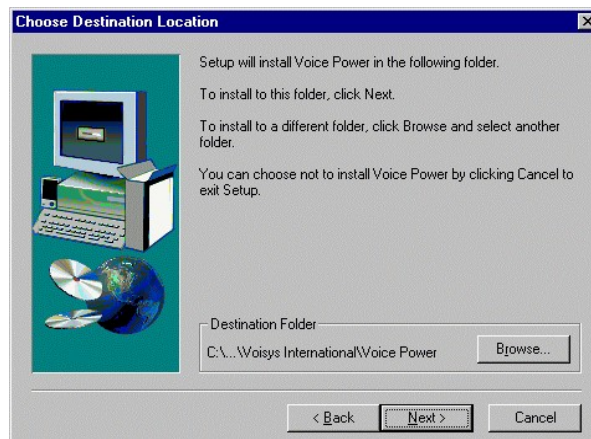 Choose Destination Location
Setup will install Voice Power in the following folder.
To install to this folder, click Next.
To install to a different folder, click Browse and select another
folder.
You can choose not to install Voice Power by clicking Cancel to
exit Setup.
Destination Folder
C:\...\Voisys International\Voice Power
Browse...
< Back
Next >
Cancel